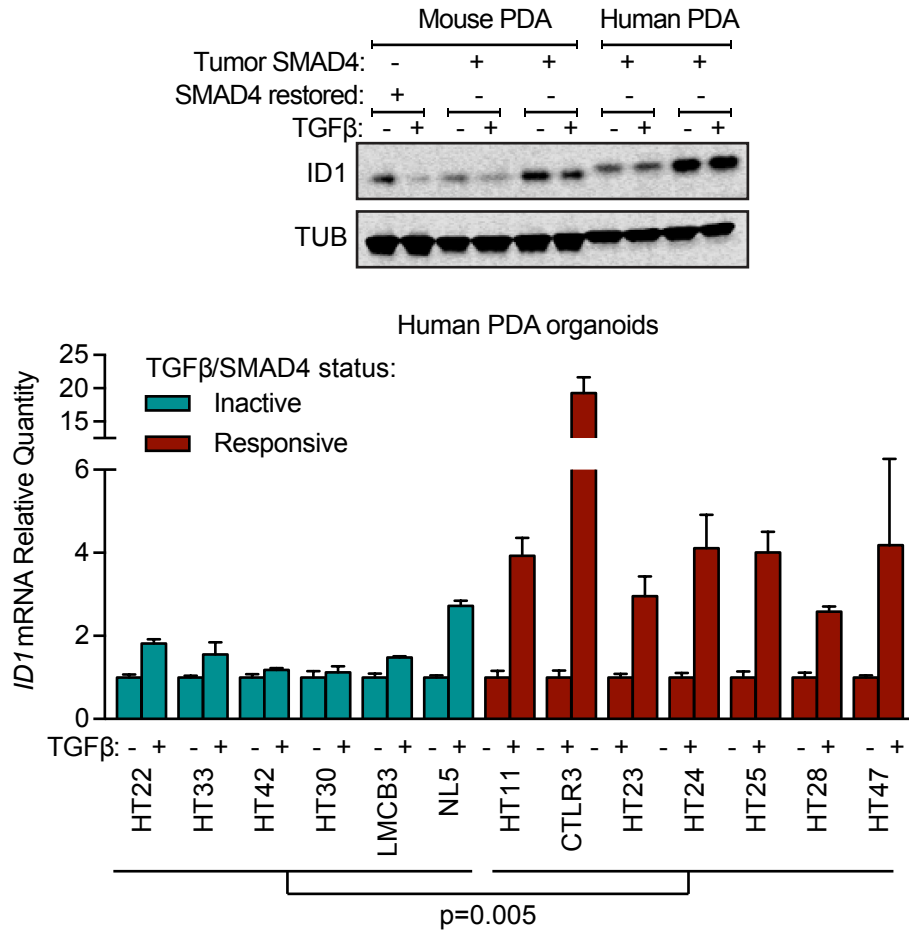 Mouse PDA Human PDA
Tumor SMAD4: - + + + +
SMAD4 restored: + - - - -
TGFβ: - + - + - + - + - +
ID1
TUB
Human PDA organoids
TGFβ/SMAD4 status:
Inactive
Responsive
ID1 mRNA Relative Quantity
25
20
15
6
4
2
0
TGFβ: - + - + - + - + - + - + - + - + - + - + - + - + - +
HT22 HT33 HT42 HT30 LMCB3 NL5 HT11 CTLR3 HT23 HT24 HT25 HT28 HT47
p=0.005